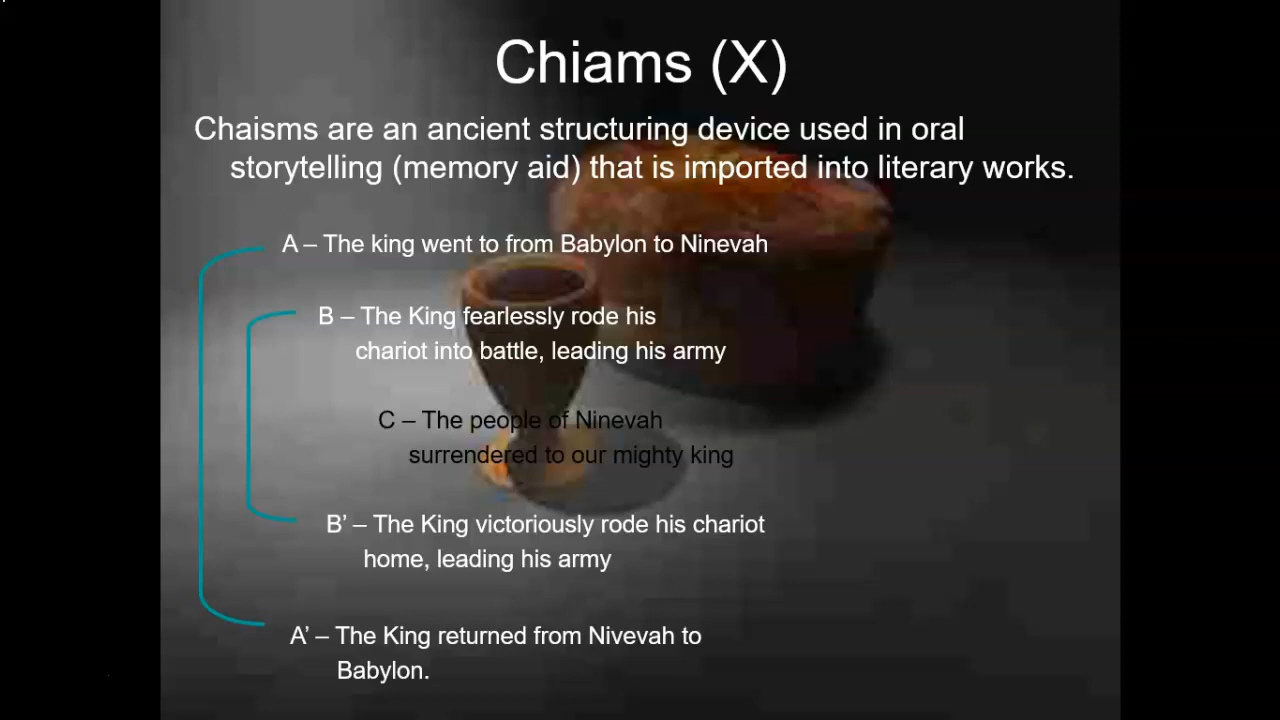 Chiams (X)
Chaisms are an ancient structuring device used in oral
storytelling (memory aid) that is imported into literary works.
A – The king went to from Babylon to Ninevah
B – The King fearlessly rode his
chariot into battle, leading his army
C – The people of Ninevah
surrendered to our mighty king
B’ – The King victoriously rode his chariot
home, leading his army
A’ – The King returned from Nivevah to
Babylon.